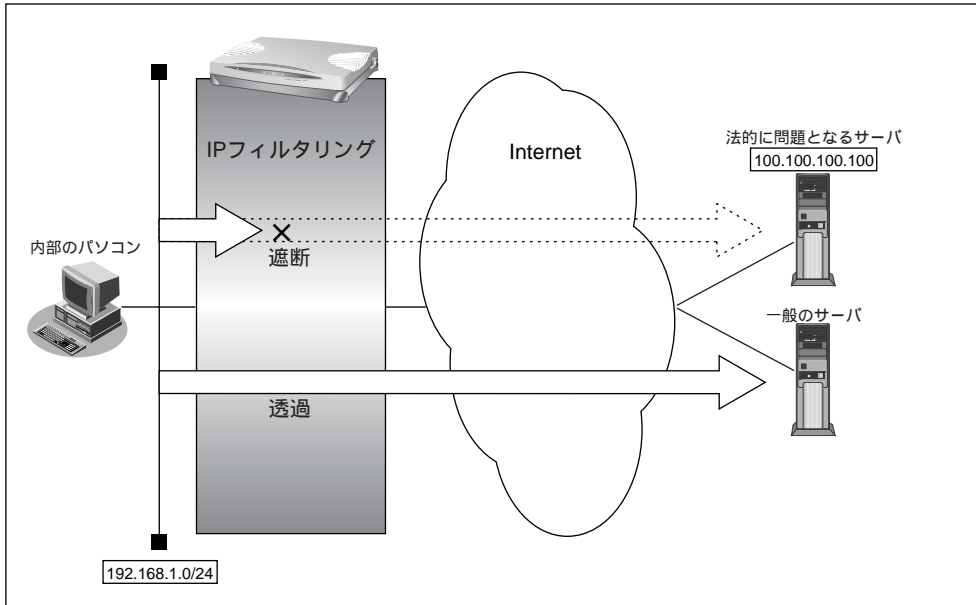 IPフィルタリング
Internet
法的に問題となるサーバ
100.100.100.100
内部のパソコン
遮断
一般のサーバ
透過
192.168.1.0/24